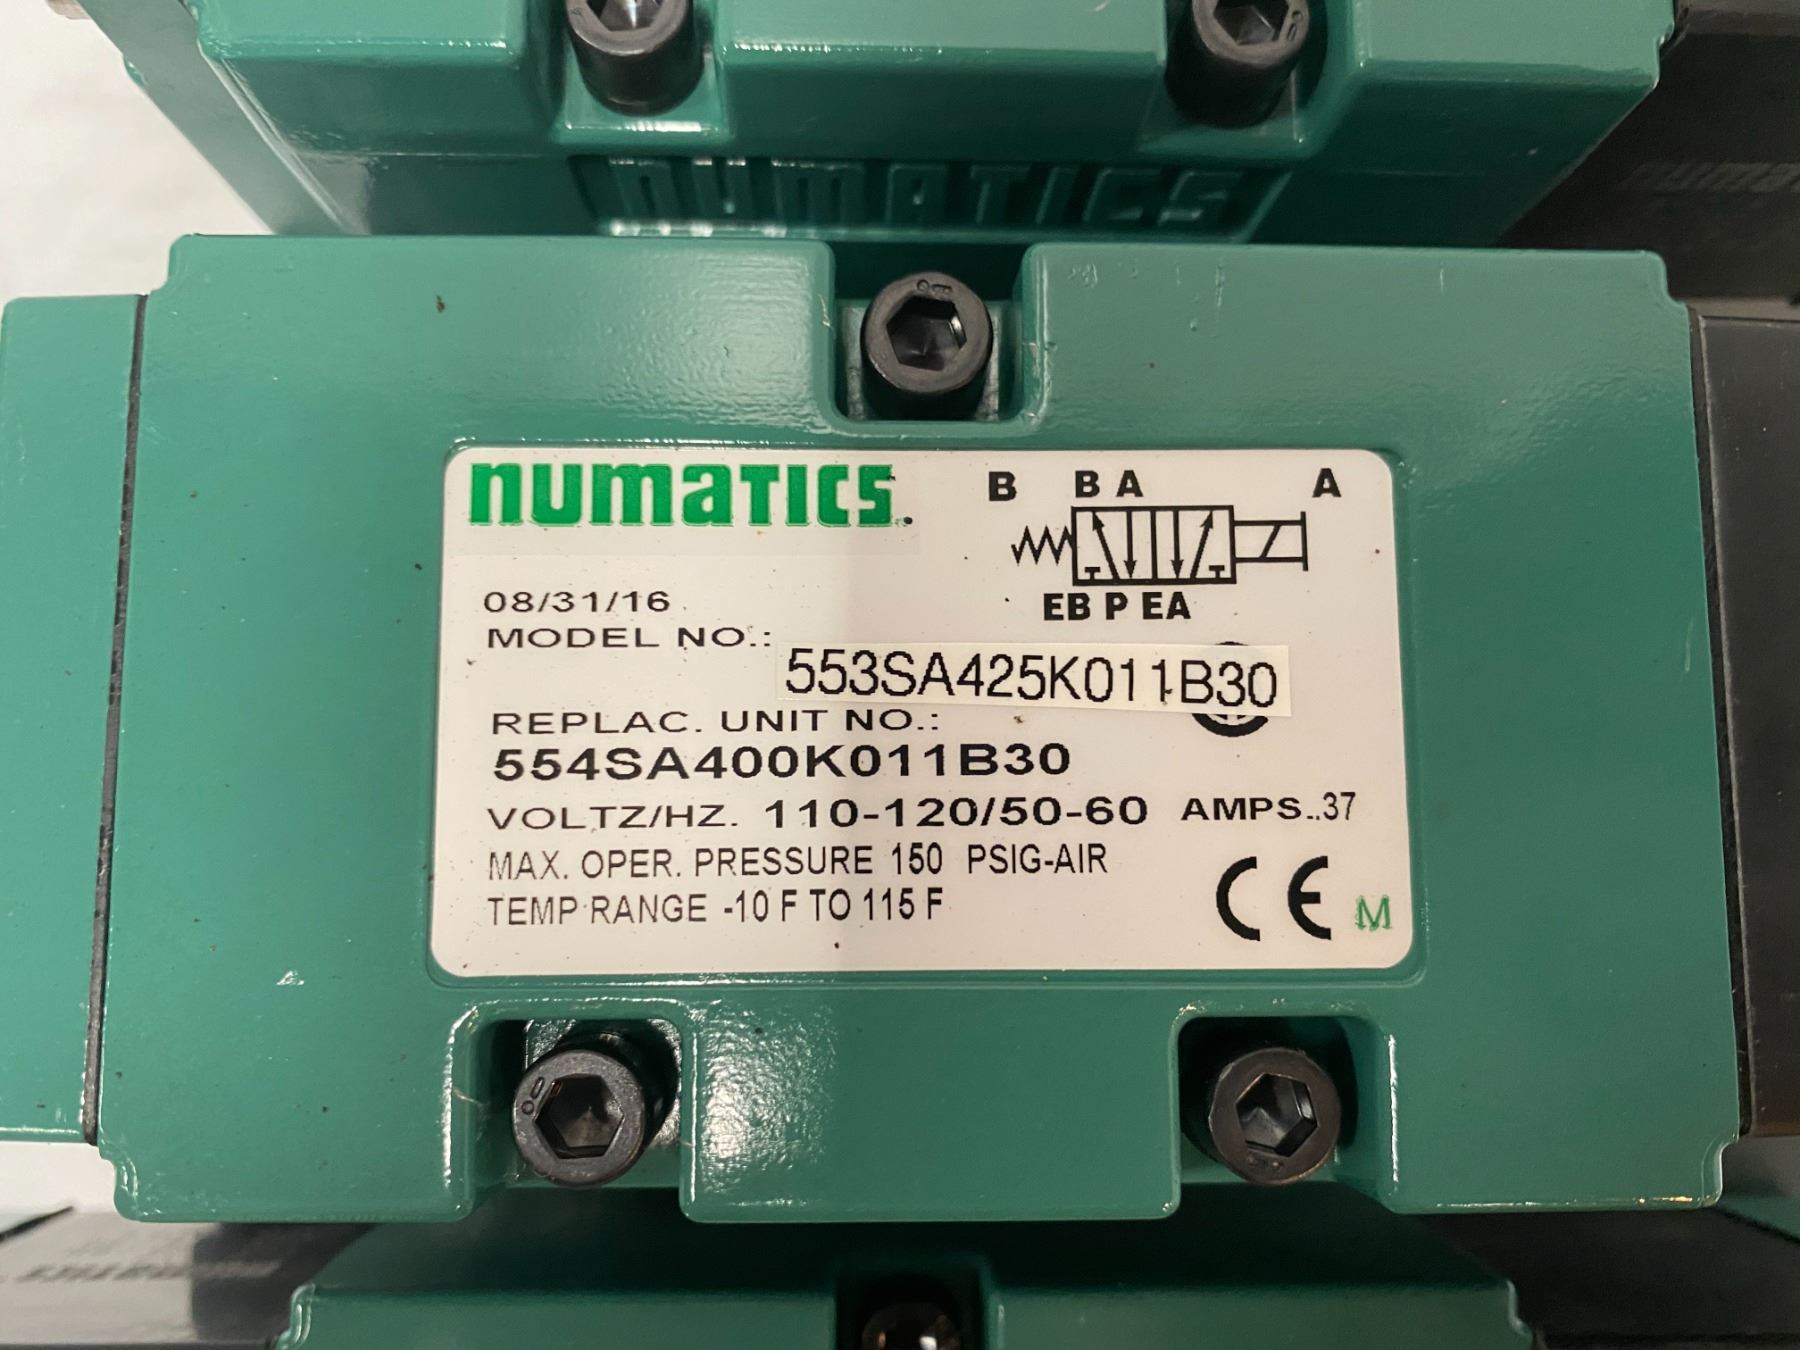 numatics
numatics.
B B A A
EB P EA
08/31/16
MODEL NO.:
553SA425K011B30
REPLAC. UNIT NO.:
554SA400K011B30
VOLTZ/HZ. 110-120/50-60 AMPS..37
MAX. OPER. PRESSURE 150 PSIG-AIR
TEMP RANGE -10 F TO 115 F
CE M